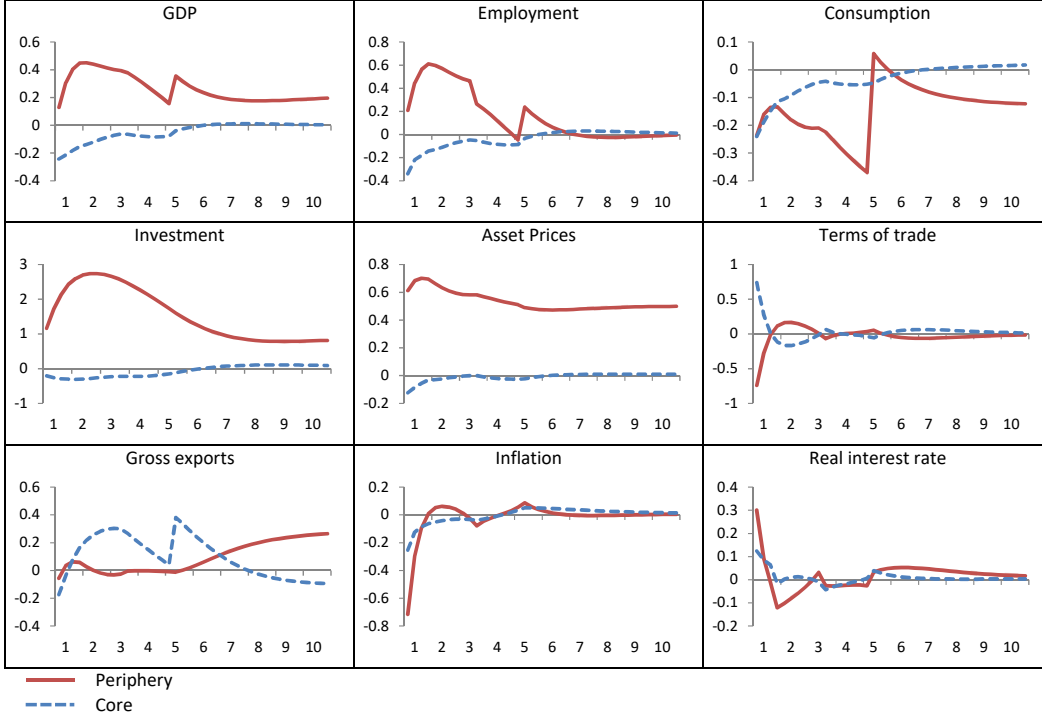 GDP
0.6
0.4
0.2
0
-0.2
-0.4
1 2 3 4 5 6 7 8 9 10
Employment
0.8
0.6
0.4
0.2
0
-0.2
-0.4
1 2 3 4 5 6 7 8 9 10
Consumption
0.1
0
-0.1
-0.2
-0.3
-0.4
1 2 3 4 5 6 7 8 9 10
Investment
3
2
1
0
-1
1 2 3 4 5 6 7 8 9 10
Asset Prices
0.8
0.6
0.4
0.2
0
-0.2
1 2 3 4 5 6 7 8 9 10
Terms of trade
1
0.5
0
-0.5
-1
1 2 3 4 5 6 7 8 9 10
Gross exports
0.6
0.4
0.2
0
-0.2
-0.4
1 2 3 4 5 6 7 8 9 10
Inflation
0.2
0
-0.2
-0.4
-0.6
-0.8
1 2 3 4 5 6 7 8 9 10
Real interest rate
0.4
0.3
0.2
0.1
0
-0.1
-0.2
1 2 3 4 5 6 7 8 9 10
Periphery
Core